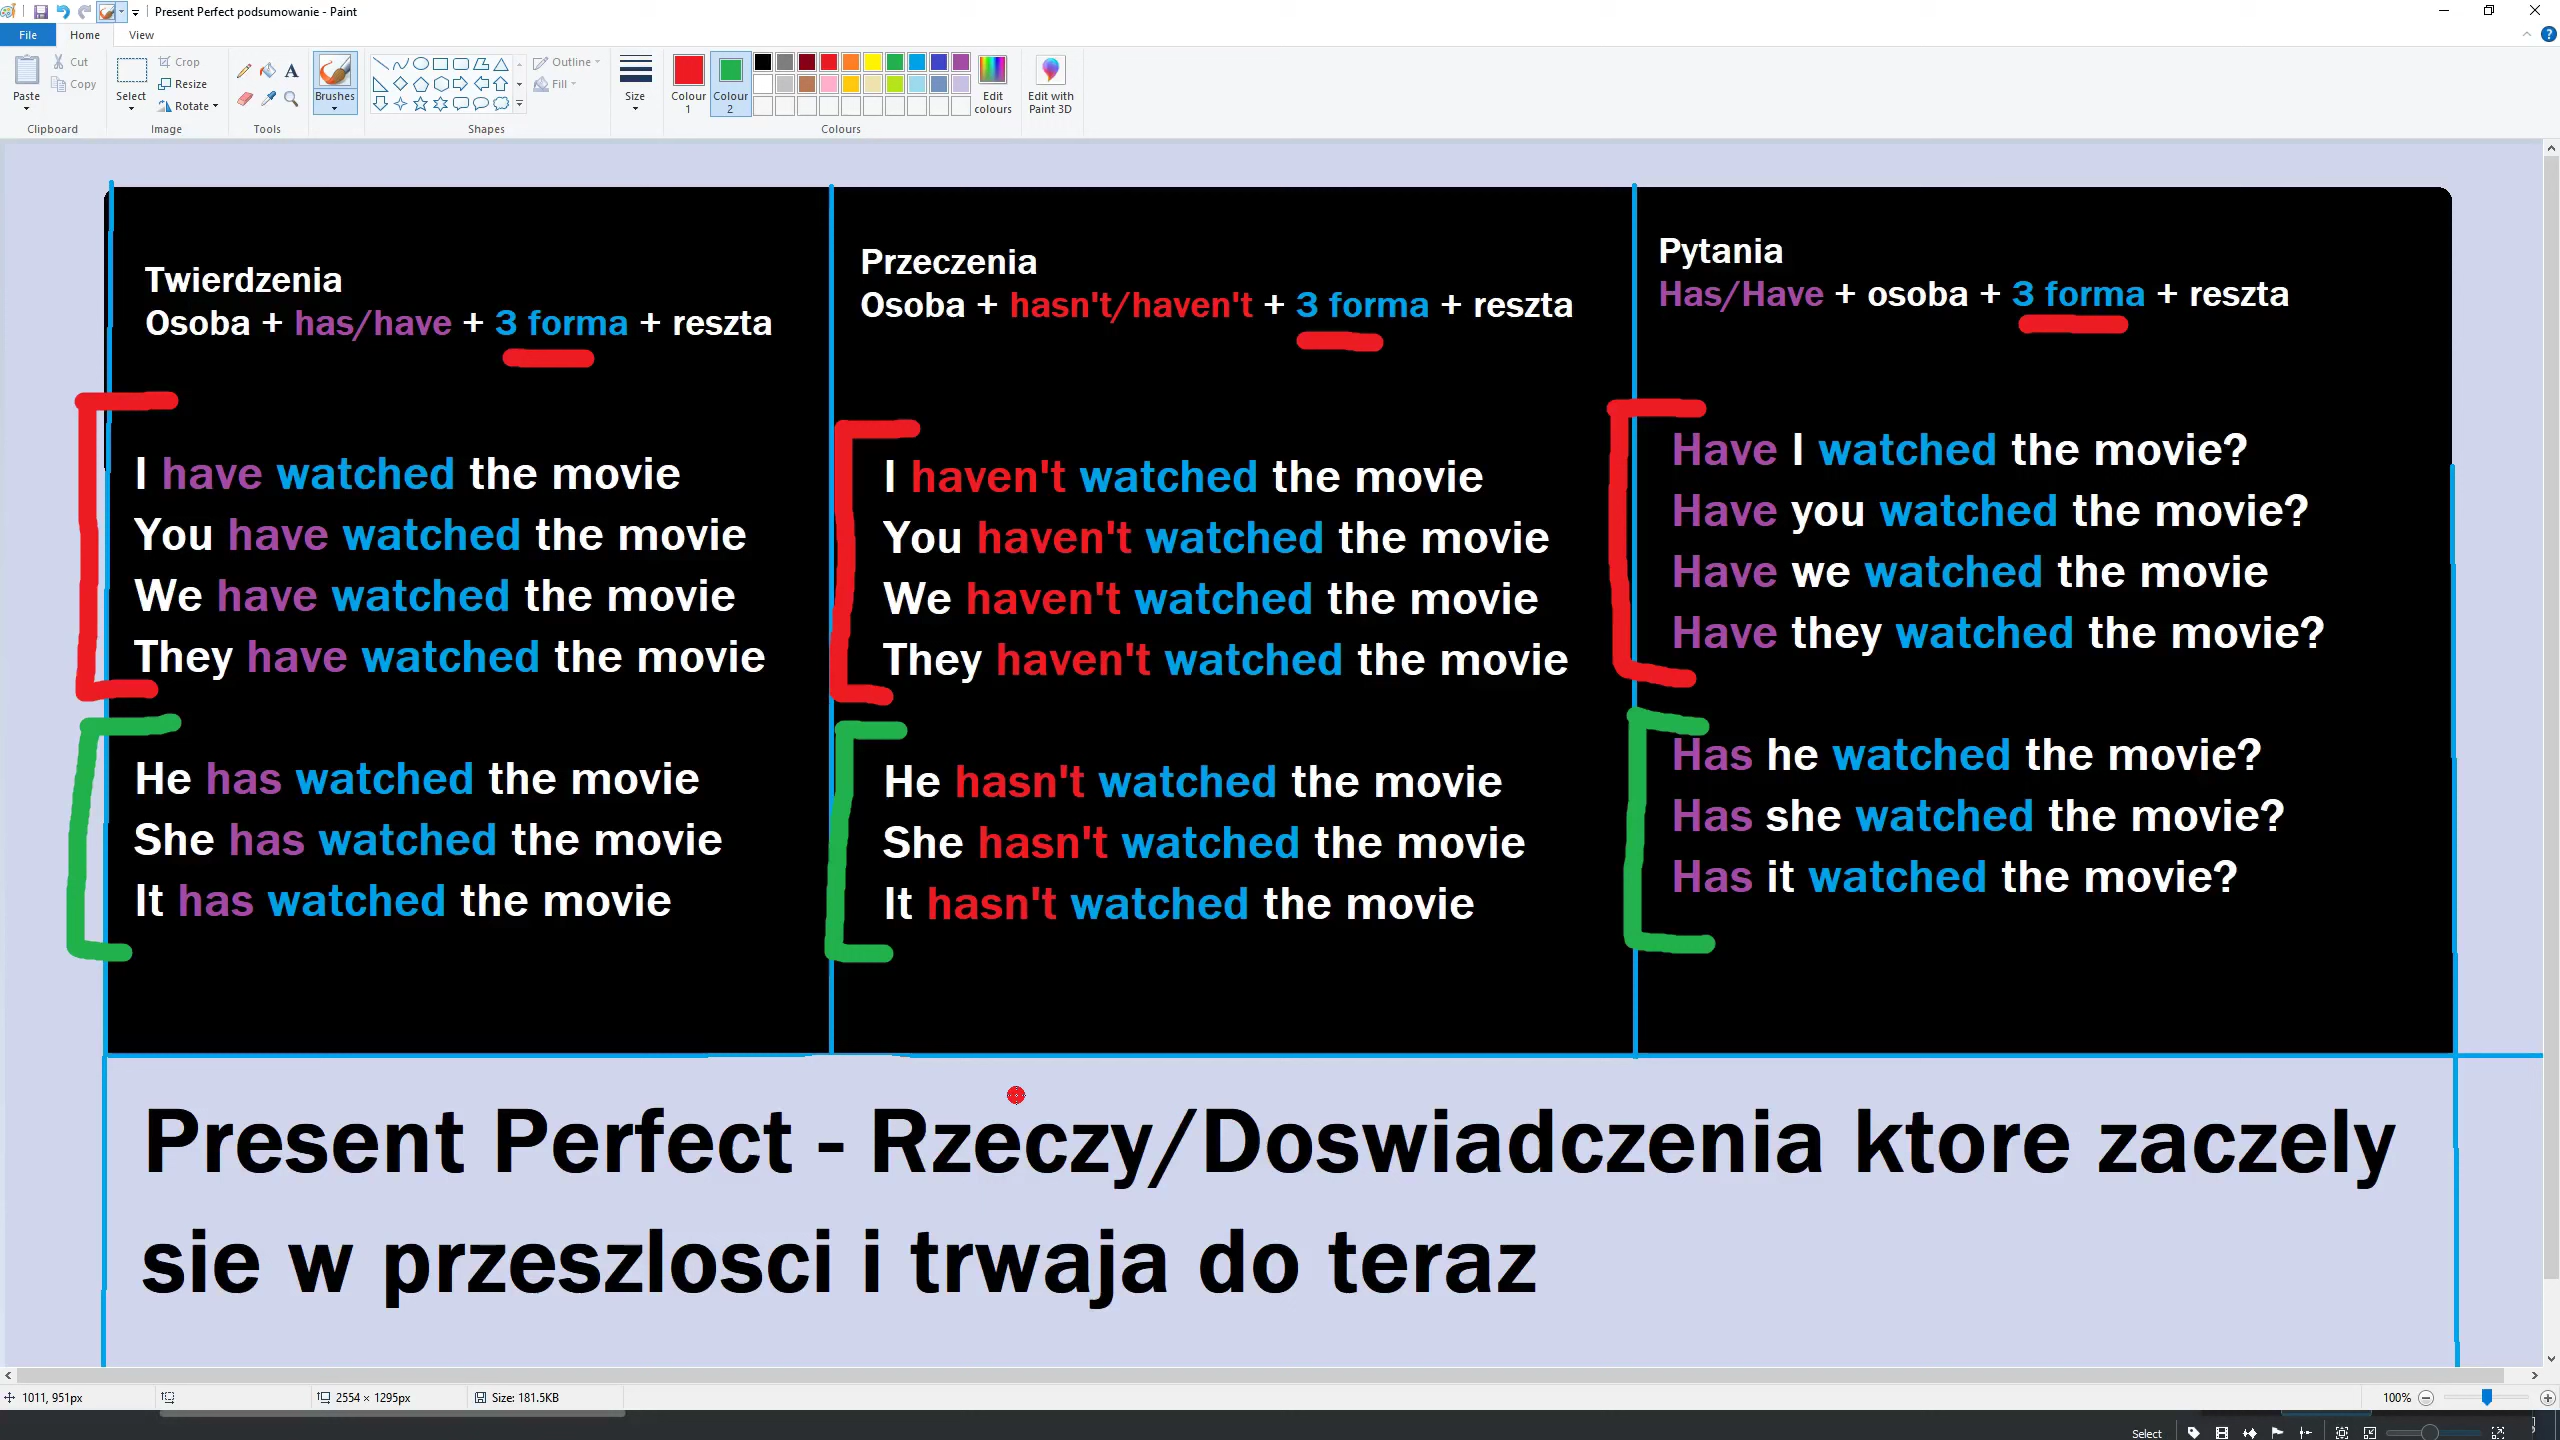 Present Perfect podsumowanie - Paint
File Home View
Paste
Cut
Copy
Clipboard
Select
Crop
Resize
Rotate
Image
Tools
Brushes
Shapes
Outline
Fill
Size
Colour 1
Colour 2
Edit colours
Edit with Paint 3D
Colours
Twierdzenia
Osoba + has/have + 3 forma + reszta
I have watched the movie
You have watched the movie
We have watched the movie
They have watched the movie
He has watched the movie
She has watched the movie
It has watched the movie
Przeczenia
Osoba + hasn't/haven't + 3 forma + reszta
I haven't watched the movie
You haven't watched the movie
We haven't watched the movie
They haven't watched the movie
He hasn't watched the movie
She hasn't watched the movie
It hasn't watched the movie
Pytania
Has/Have + osoba + 3 forma + reszta
Have I watched the movie?
Have you watched the movie?
Have we watched the movie
Have they watched the movie?
Has he watched the movie?
Has she watched the movie?
Has it watched the movie?
Present Perfect - Rzeczy/Doswiadczenia ktore zaczely
sie w przeszlosci i trwaja do teraz
1011, 951px
2554 × 1295px
Size: 181.5KB
100%
Select